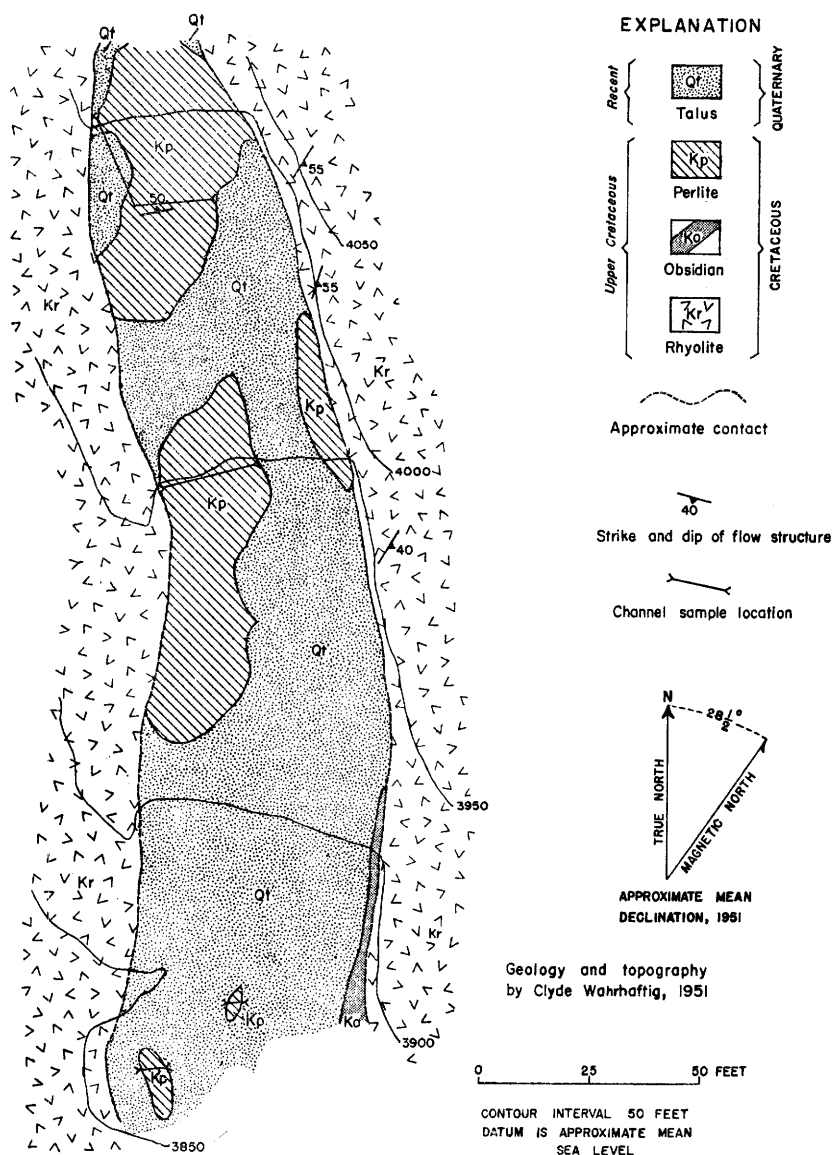 Qt
Qt
Kp
Qt
50
55
4050
55
Qt
Kr
Kr
Kp
4000
Kp
40
Qt
3950
Kr
Qt
Kr
Kp
Ko
3900
Kp
3850
EXPLANATION
Recent
Qt
Talus
QUATERNARY
Upper Cretaceous
Kp
Perlite
Ko
Obsidian
Kr
Rhyolite
CRETACEOUS
Approximate contact
40
Strike and dip of flow structure
Channel sample location
N
28½°
TRUE NORTH
MAGNETIC NORTH
APPROXIMATE MEAN
DECLINATION, 1951
Geology and topography
by Clyde Wahrhaftig, 1951
0 25 50 FEET
CONTOUR INTERVAL 50 FEET
DATUM IS APPROXIMATE MEAN
SEA LEVEL